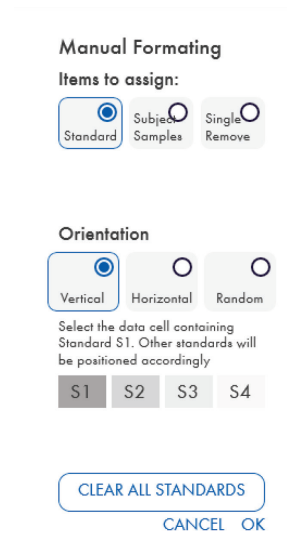 Manual Formating
Items to assign:
Standard
Subject
Samples
Single
Remove
Orientation
Vertical Horizontal Random
Select the data cell containing
Standard S1. Other standards will
be positioned accordingly
S1 S2 S3 S4
CLEAR ALL STANDARDS
CANCEL OK